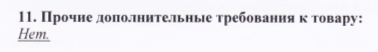 11. Прочие дополнительные требования к товару:
Нет.